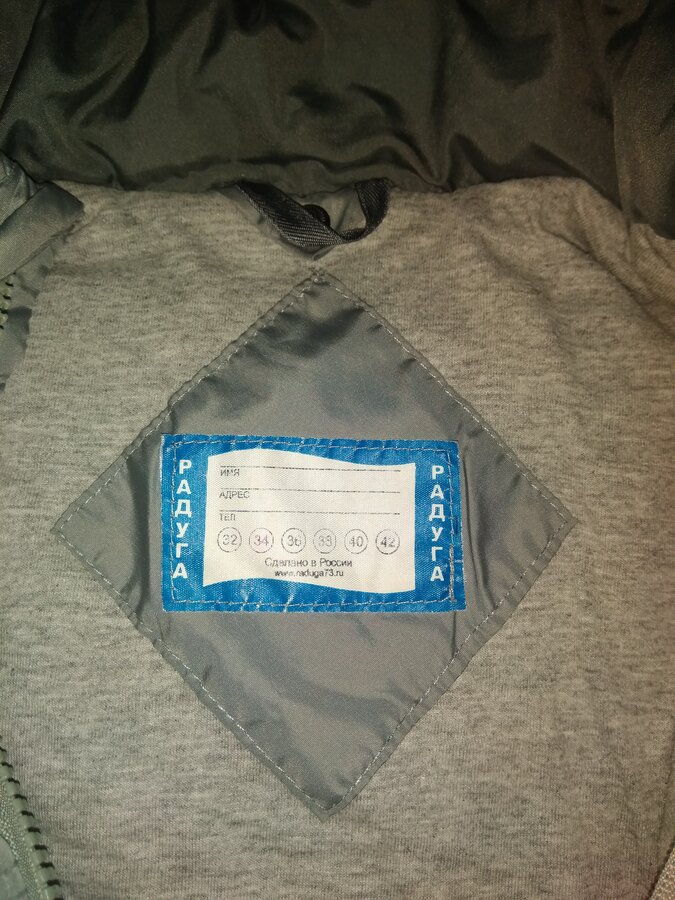 РАДУГА
ИМЯ
АДРЕС
ТЕЛ
32 34 36 38 40 42
Сделано в России
www.raduga73.ru
РАДУГА